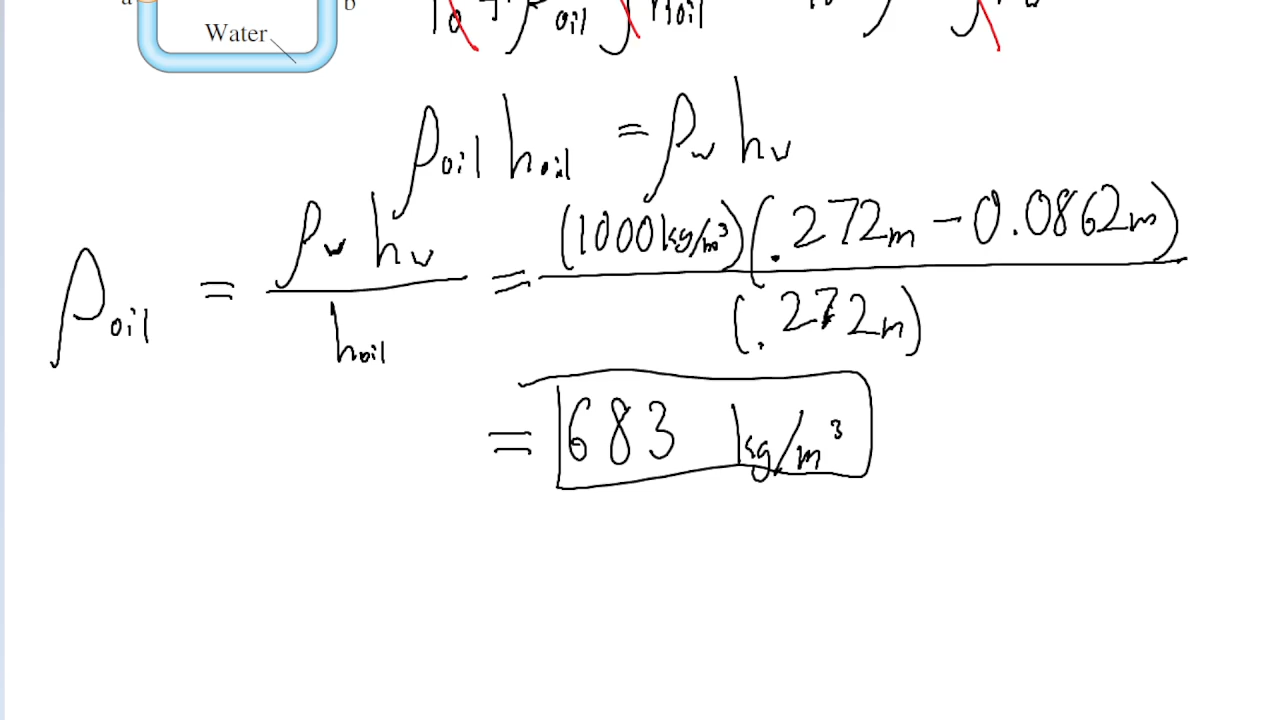 a b
Water
ρoil hoil = ρw hw
ρoil = ρw hw / hoil = (1000 kg/m³)(.272m − 0.0862m) / (.272m)
= 683 kg/m³